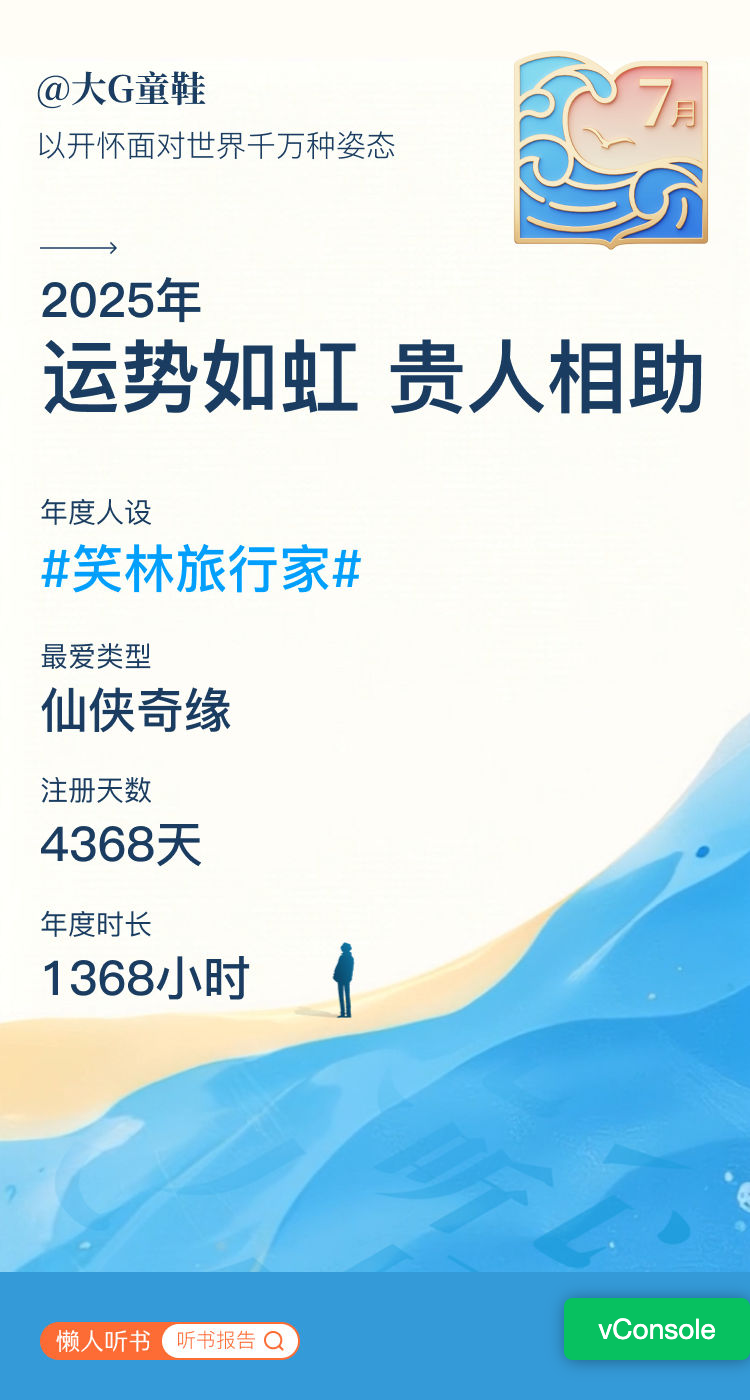 @大G童鞋
以开怀面对世界千万种姿态
7月
2025年
运势如虹 贵人相助
年度人设
#笑林旅行家#
最爱类型
仙侠奇缘
注册天数
4368天
年度时长
1368小时
听
心
懒人听书 听书报告
vConsole